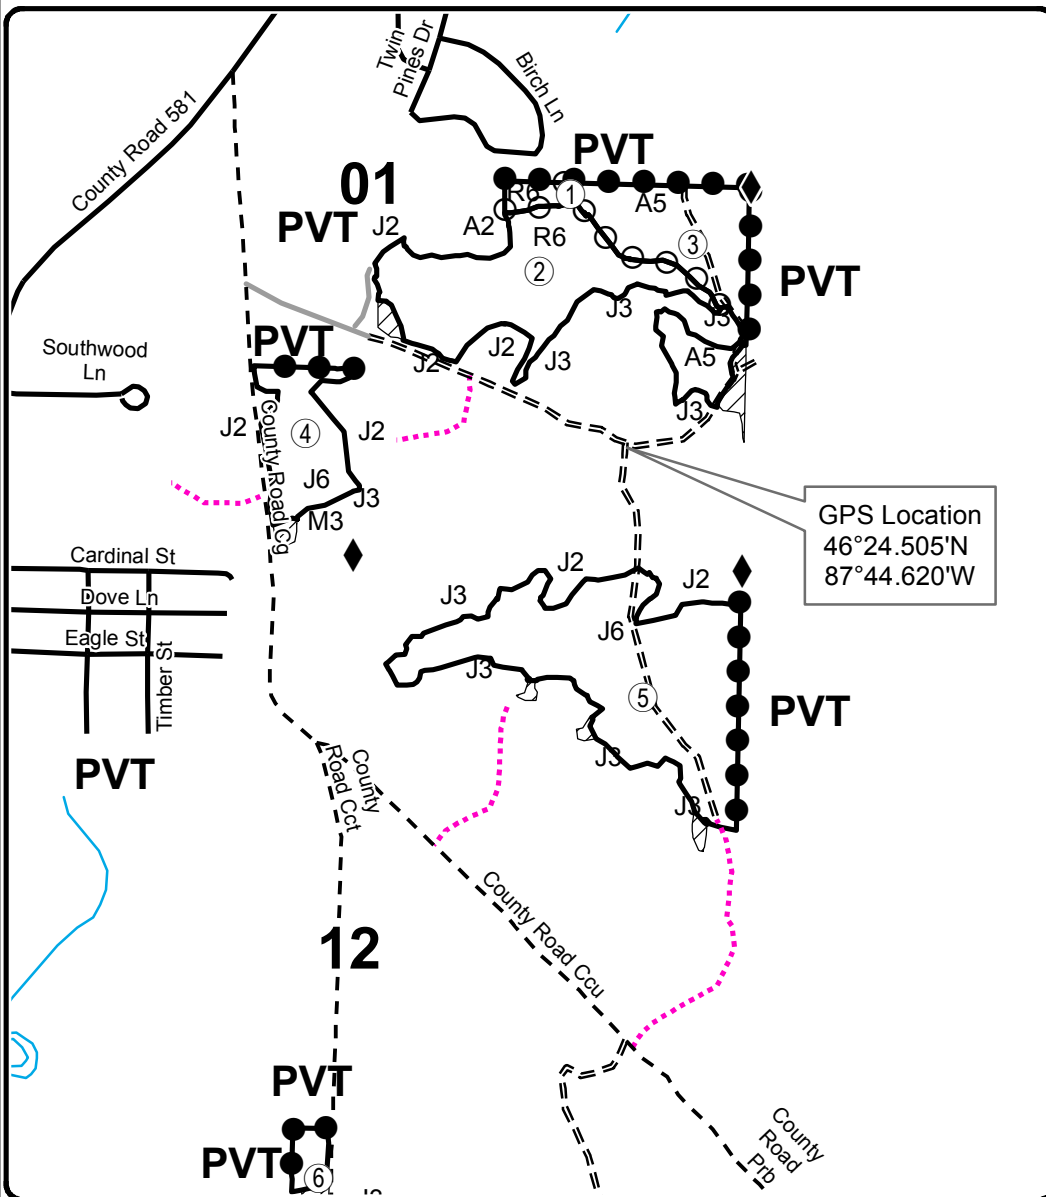 Twin
Pines Dr
Birch Ln
County Road 581
01
PVT
PVT
J2
A2
R6
1
A5
R6
3
2
PVT
J3
J3
PVT
J2
J2
J3
A5
J3
Southwood
Ln
J2
4
J2
County Road Cg
J6
J3
M3
GPS Location
46°24.505'N
87°44.620'W
Cardinal St
Dove Ln
Eagle St
Timber St
PVT
J2
J2
J3
J6
J3
5
PVT
J3
J3
County
Road Cct
County Road Ccu
12
PVT
PVT
6
County
Road
Prb